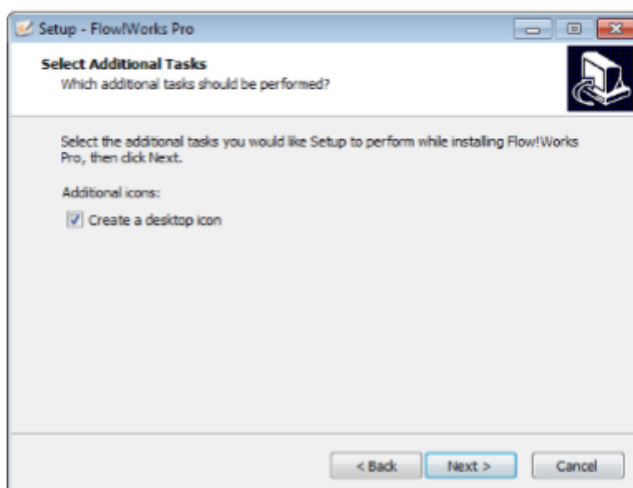 Setup - Flow!Works Pro
Select Additional Tasks
Which additional tasks should be performed?
Select the additional tasks you would like Setup to perform while installing Flow!Works
Pro, then click Next.
Additional icons:
Create a desktop icon
< Back
Next >
Cancel